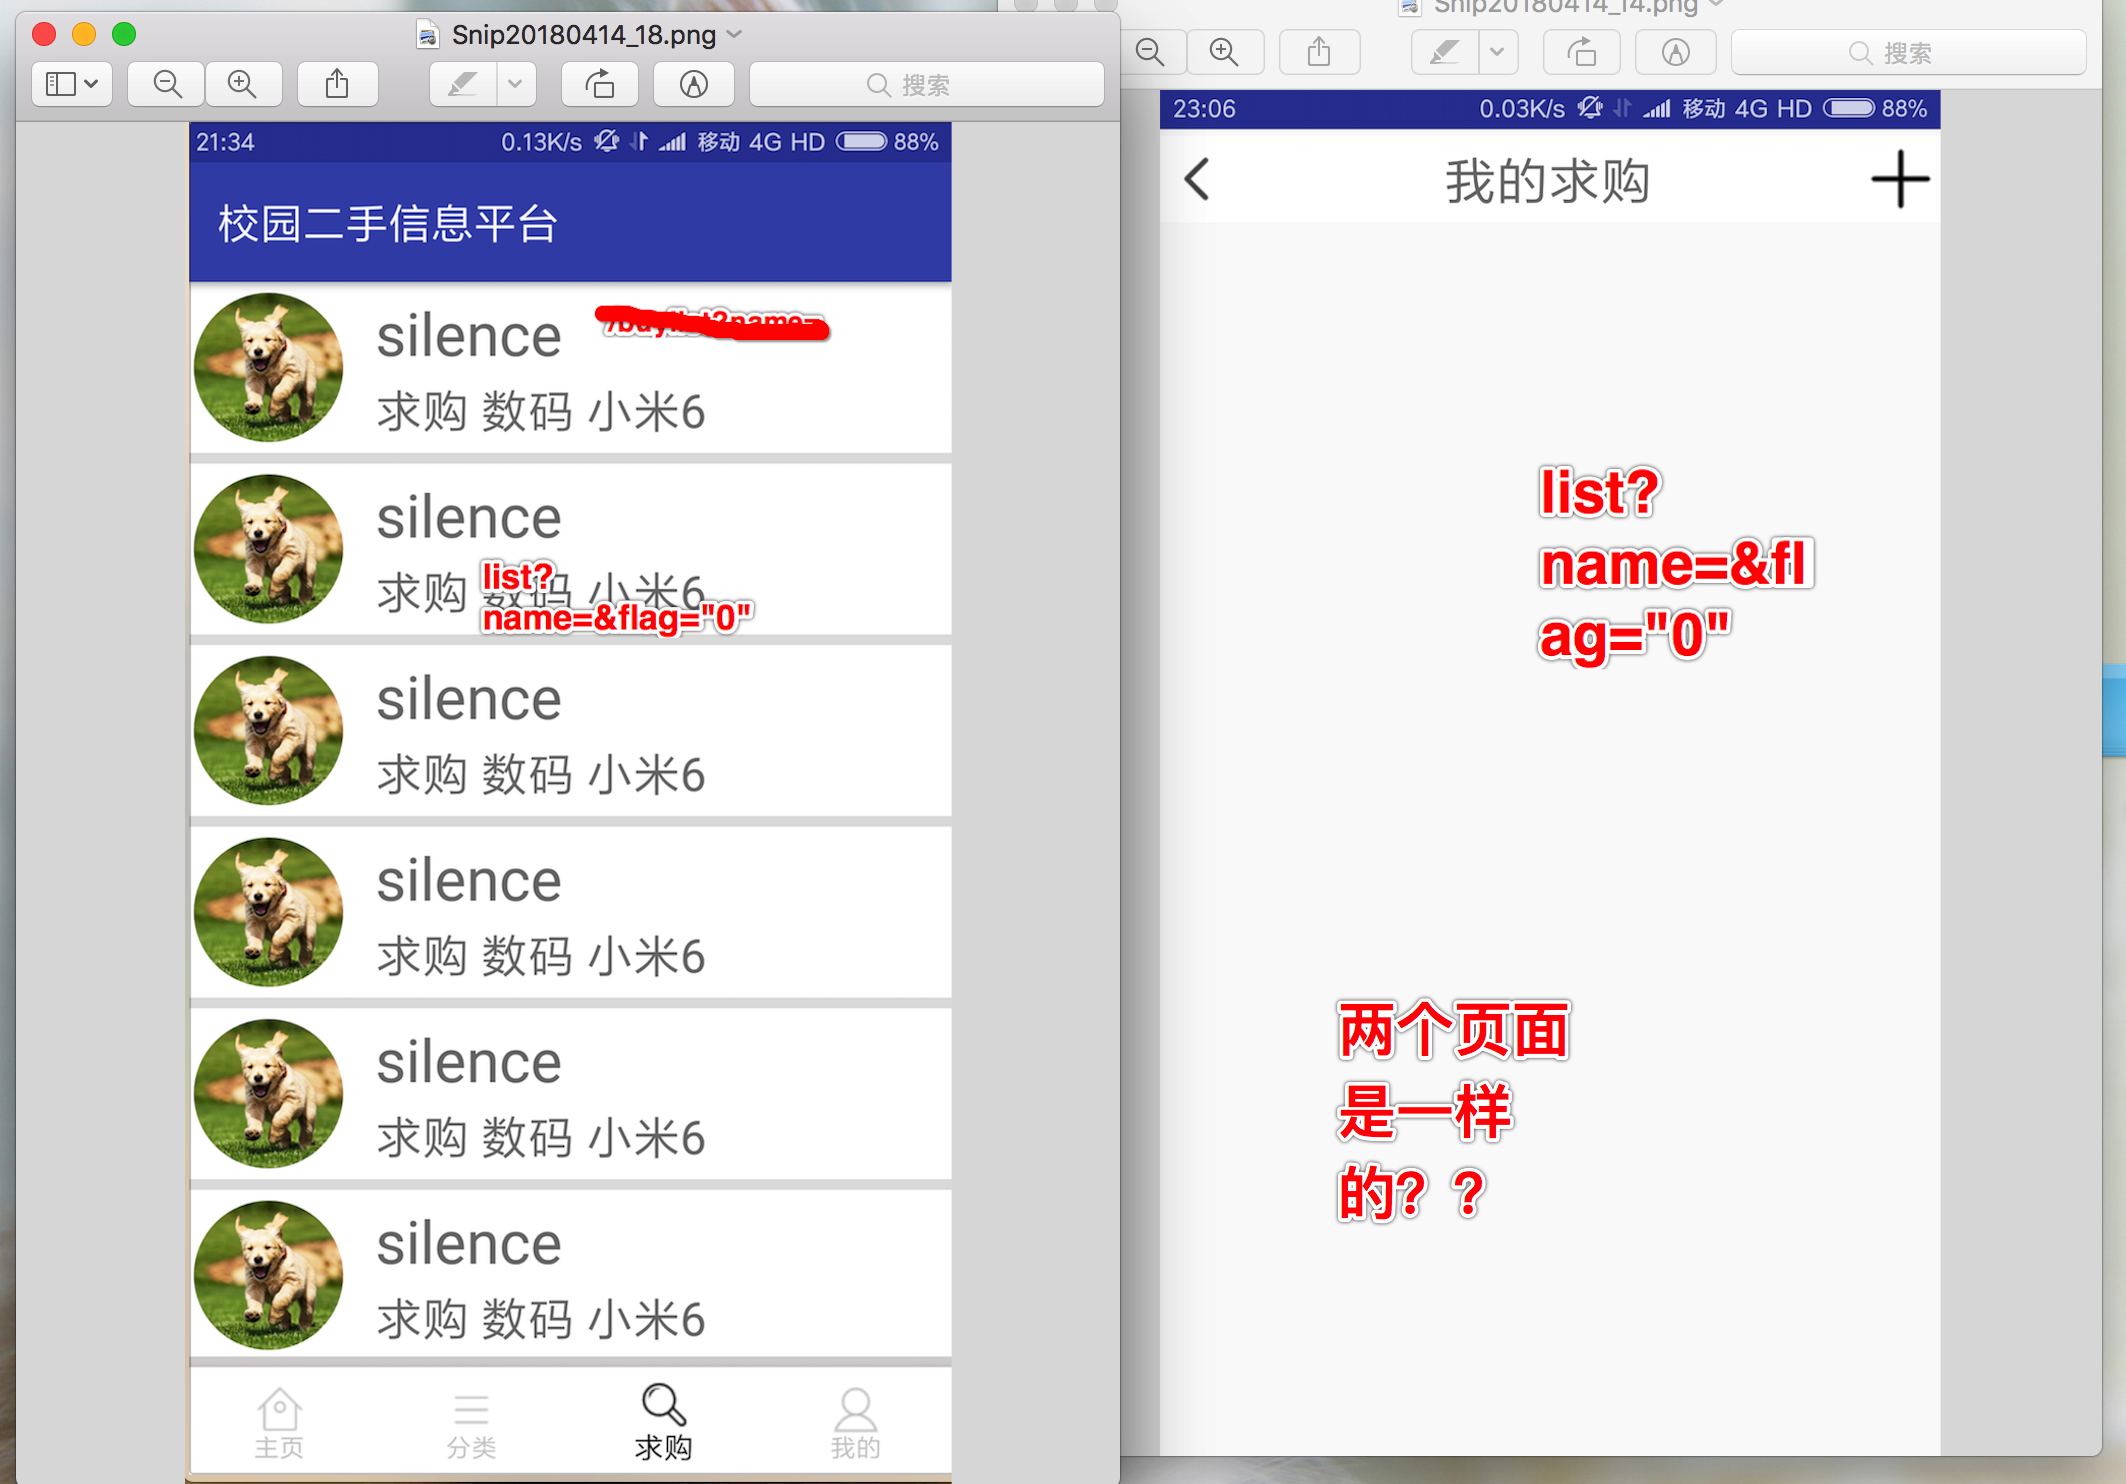 Snip20180414_18.png
搜索
21:34
0.13K/s 移动 4G HD 88%
校园二手信息平台
silence
/buylist?name=
求购 数码 小米6
silence
求购 数码 小米6
list?
name=&flag="0"
silence
求购 数码 小米6
silence
求购 数码 小米6
silence
求购 数码 小米6
silence
求购 数码 小米6
主页
分类
求购
我的
Snip20180414_14.png
搜索
23:06
0.03K/s 移动 4G HD 88%
我的求购
list?
name=&fl
ag="0"
两个页面
是一样
的？？